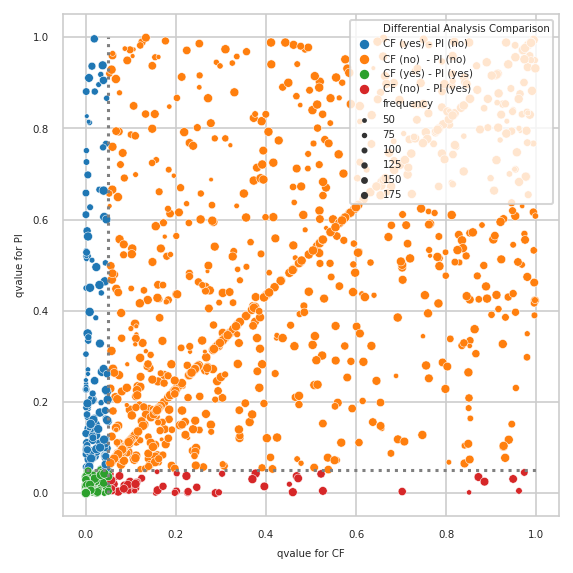 Differential Analysis Comparison
CF (yes) - PI (no)
CF (no)  - PI (no)
CF (yes) - PI (yes)
CF (no)  - PI (yes)
frequency
50
75
100
125
150
175
qvalue for PI
1.0
0.8
0.6
0.4
0.2
0.0
0.0 0.2 0.4 0.6 0.8 1.0
qvalue for CF